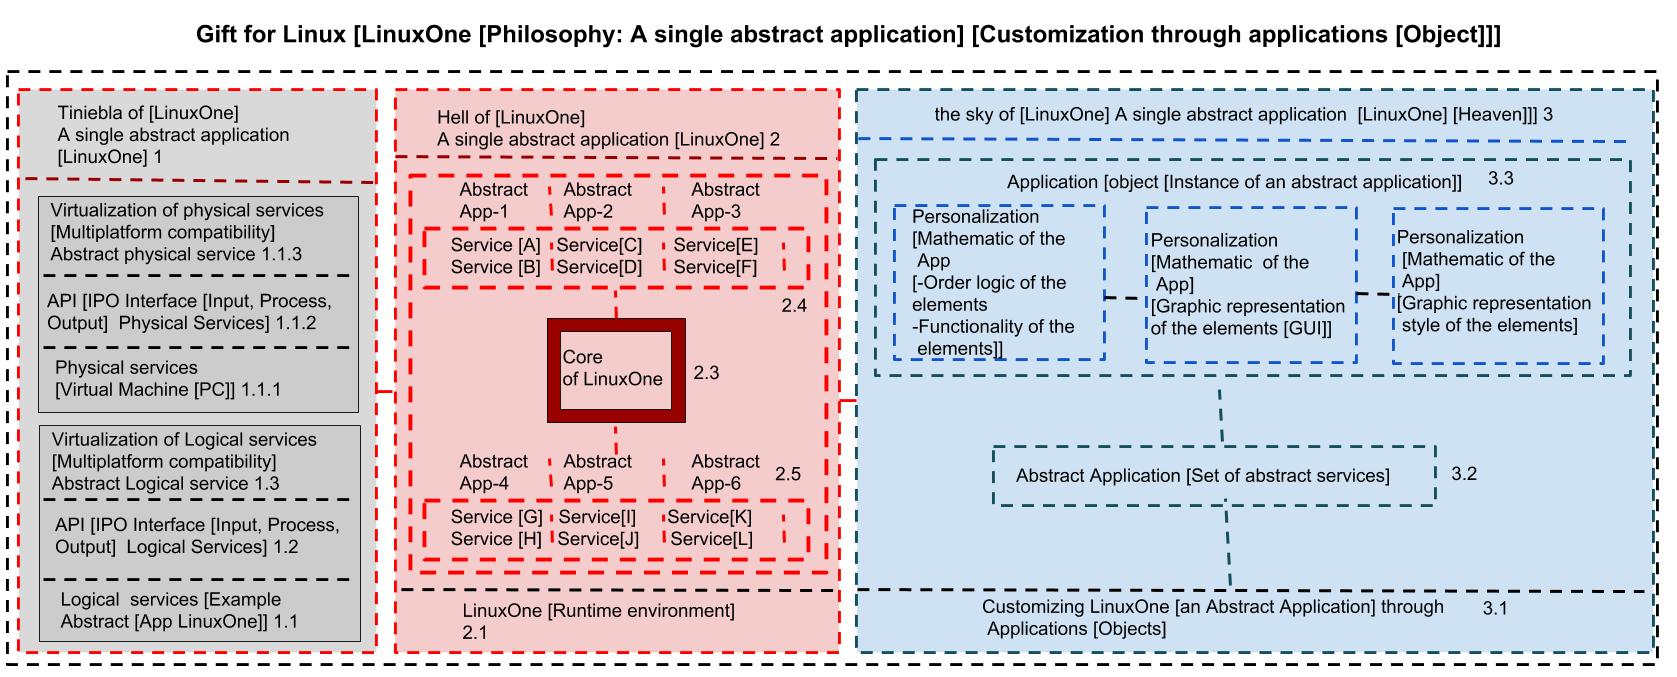 Gift for Linux [LinuxOne [Philosophy: A single abstract application] [Customization through applications [Object]]]
Tiniebla of [LinuxOne]
A single abstract application
[LinuxOne] 1
Virtualization of physical services
[Multiplatform compatibility]
Abstract physical service 1.1.3
API [IPO Interface [Input, Process,
Output]  Physical Services] 1.1.2
Physical services
[Virtual Machine [PC]] 1.1.1
Virtualization of Logical services
[Multiplatform compatibility]
Abstract Logical service 1.3
API [IPO Interface [Input, Process,
Output]  Logical Services] 1.2
Logical  services [Example
Abstract [App LinuxOne]] 1.1
Hell of [LinuxOne]
A single abstract application [LinuxOne] 2
Abstract
App-1
Abstract
App-2
Abstract
App-3
Service [A]
Service [B]
Service[C]
Service[D]
Service[E]
Service[F]
2.4
Core
of LinuxOne
2.3
Abstract
App-4
Abstract
App-5
Abstract
App-6
2.5
Service [G]
Service [H]
Service[I]
Service[J]
Service[K]
Service[L]
LinuxOne [Runtime environment]
2.1
the sky of [LinuxOne] A single abstract application  [LinuxOne] [Heaven]]] 3
Application [object [Instance of an abstract application]]
3.3
Personalization
[Mathematic of the
App
[-Order logic of the
elements
-Functionality of the
elements]]
Personalization
[Mathematic  of the
App]
[Graphic representation
of the elements [GUI]]
Personalization
[Mathematic of the
App]
[Graphic representation
style of the elements]
Abstract Application [Set of abstract services]
3.2
Customizing LinuxOne [an Abstract Application] through
Applications [Objects]
3.1